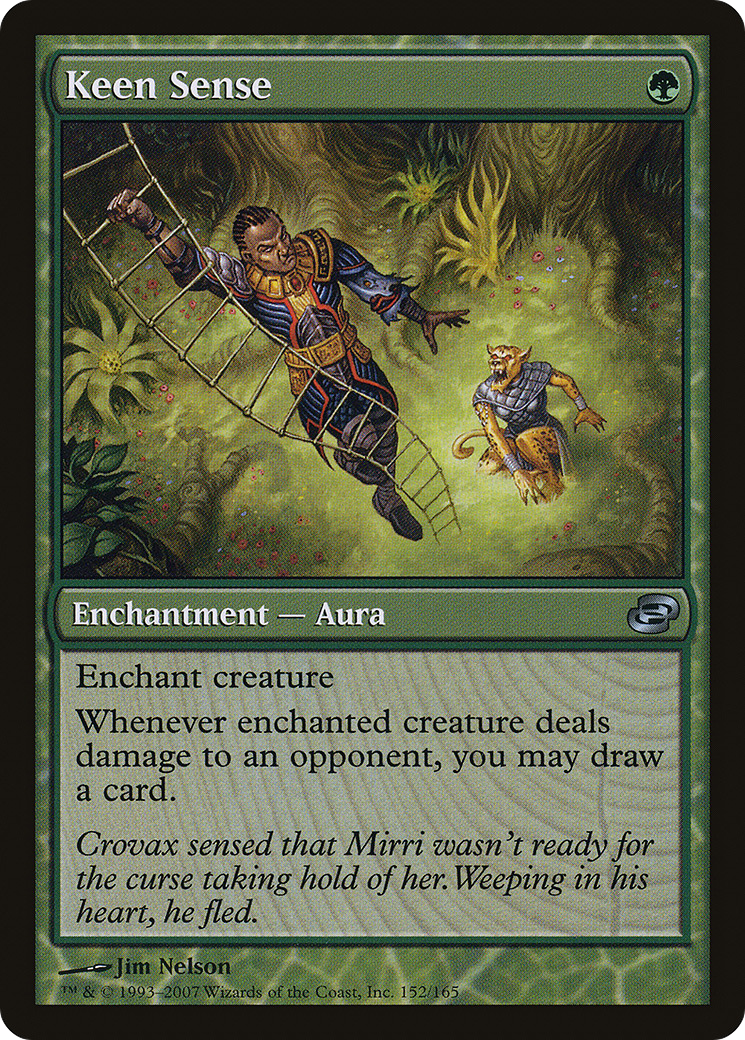 Keen Sense
Enchantment — Aura
Enchant creature
Whenever enchanted creature deals
damage to an opponent, you may draw
a card.
Crovax sensed that Mirri wasn't ready for
the curse taking hold of her. Weeping in his
heart, he fled.
Jim Nelson
™ & © 1993–2007 Wizards of the Coast, Inc. 152/165